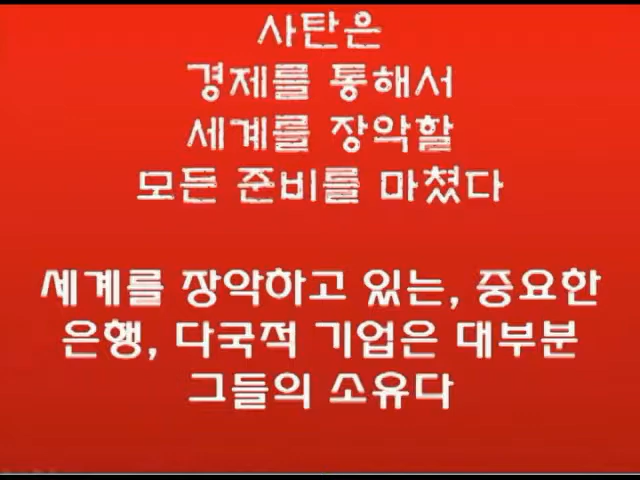 사탄은
경제를 통해서
세계를 장악할
모든 준비를 마쳤다
세계를 장악하고 있는, 중요한
은행, 다국적 기업은 대부분
그들의 소유다